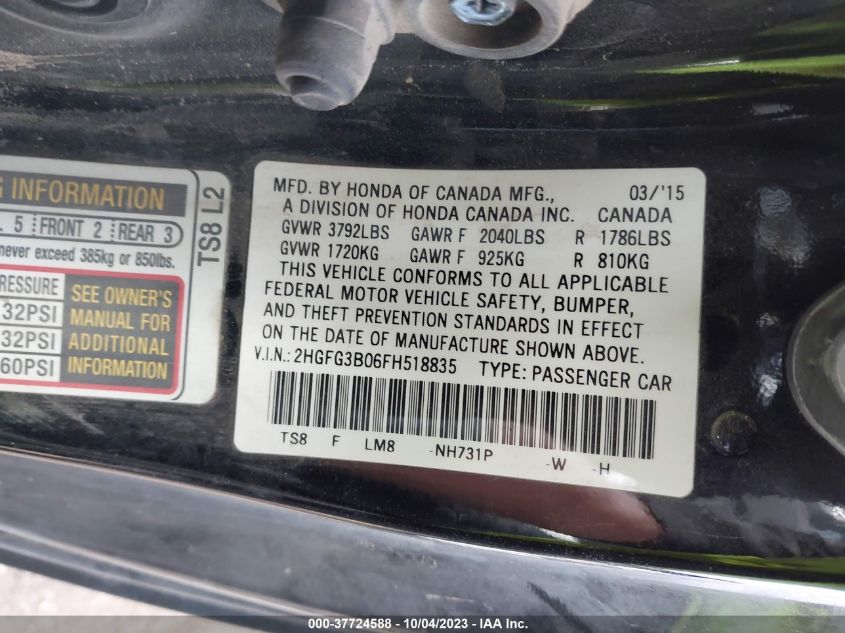 G INFORMATION
L 5 FRONT 2 REAR 3
never exceed 385kg or 850lbs.
RESSURE
32PSI
32PSI
60PSI
SEE OWNER'S
MANUAL FOR
ADDITIONAL
INFORMATION
TS8 L2
MFD. BY HONDA OF CANADA MFG., 03/'15
A DIVISION OF HONDA CANADA INC. CANADA
GVWR 3792LBS GAWR F 2040LBS R 1786LBS
GVWR 1720KG GAWR F 925KG R 810KG
THIS VEHICLE CONFORMS TO ALL APPLICABLE
FEDERAL MOTOR VEHICLE SAFETY, BUMPER,
AND THEFT PREVENTION STANDARDS IN EFFECT
ON THE DATE OF MANUFACTURE SHOWN ABOVE.
V.I.N.: 2HGFG3B06FH518835 TYPE: PASSENGER CAR
TS8 F LM8 -NH731P -W -H
000-37724588 - 10/04/2023 - IAAI Inc.